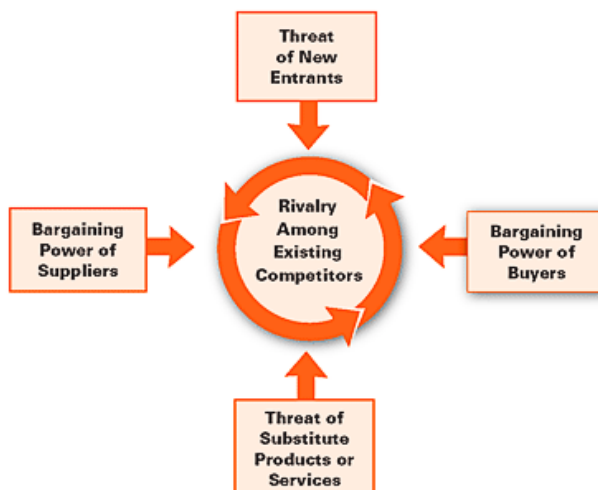 Threat
of New
Entrants
Rivalry
Among
Existing
Competitors
Bargaining
Power of
Suppliers
Bargaining
Power of
Buyers
Threat of
Substitute
Products or
Services